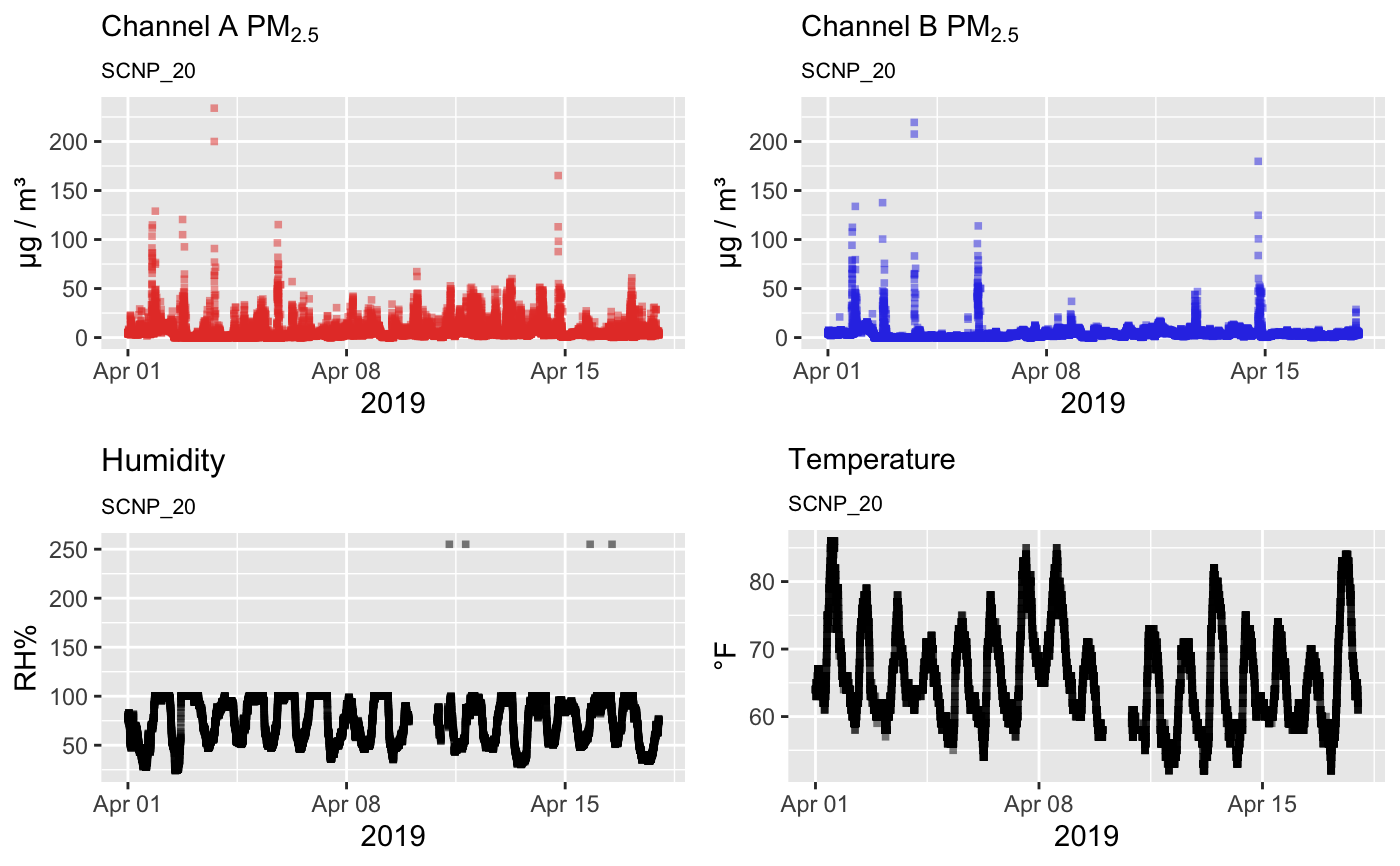 Channel A PM2.5
SCNP_20
200
150
100
50
0
µg / m³
Apr 01 Apr 08 Apr 15
2019
Channel B PM2.5
SCNP_20
200
150
100
50
0
µg / m³
Apr 01 Apr 08 Apr 15
2019
Humidity
SCNP_20
250
200
150
100
50
RH%
Apr 01 Apr 08 Apr 15
2019
Temperature
SCNP_20
80
70
60
°F
Apr 01 Apr 08 Apr 15
2019